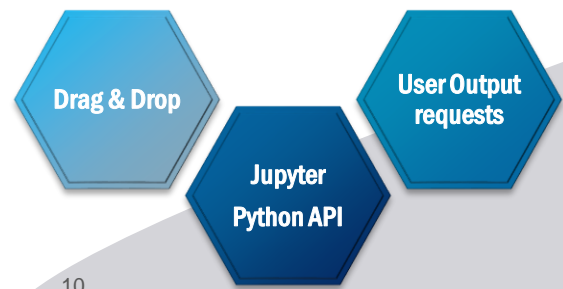 Drag & Drop
User Output
requests
Jupyter
Python API
10